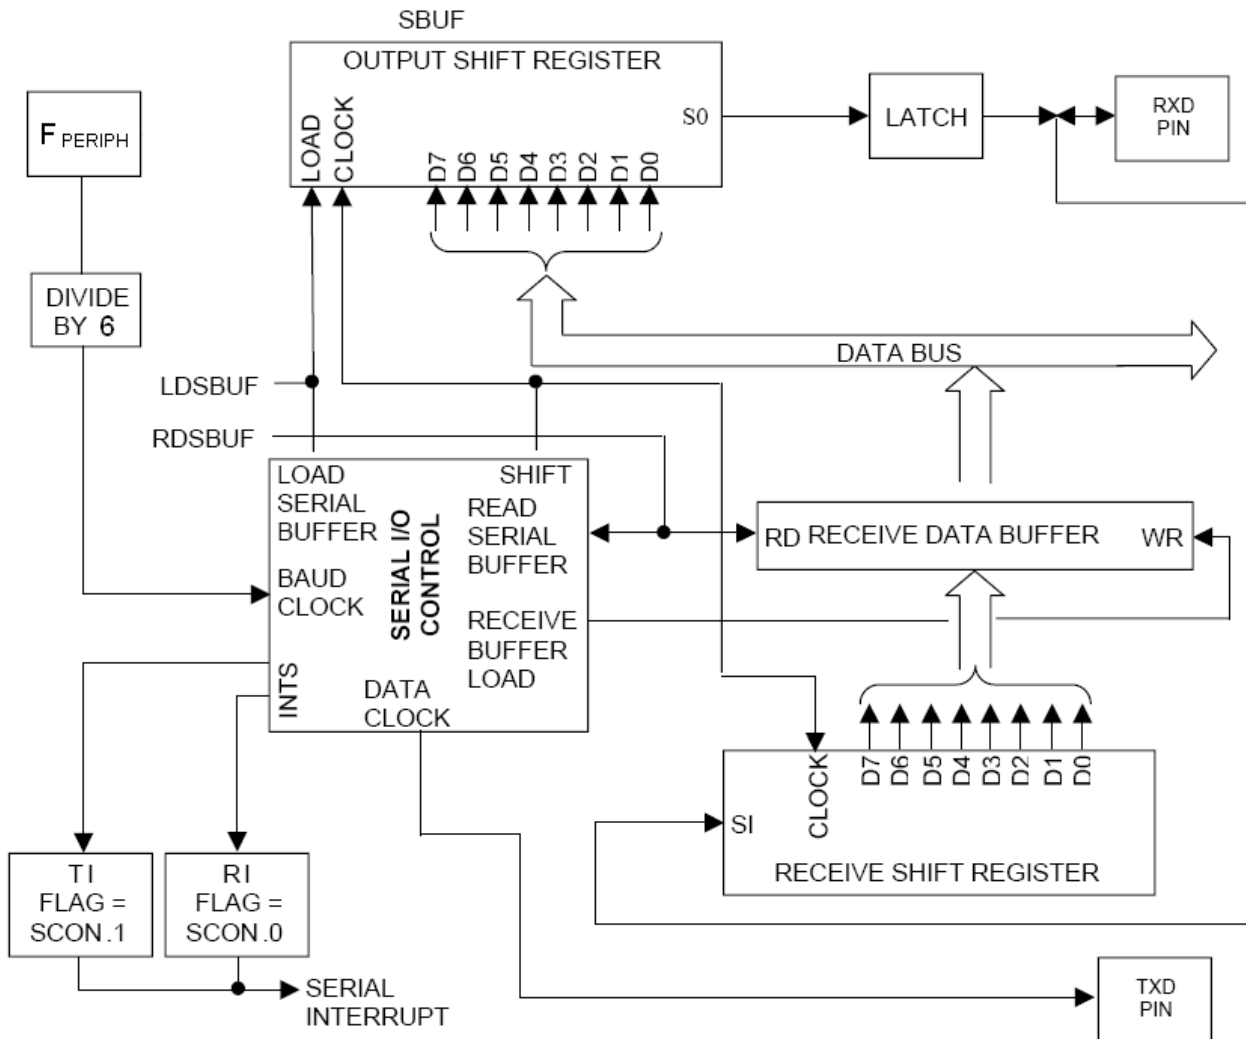 SBUF
OUTPUT SHIFT REGISTER
LOAD
CLOCK
D7
D6
D5
D4
D3
D2
D1
D0
S0
LATCH
RXD
PIN
F PERIPH
DIVIDE
BY 6
DATA BUS
LDSBUF
RDSBUF
LOAD
SERIAL
BUFFER
SHIFT
READ
SERIAL
BUFFER
SERIAL I/O
CONTROL
BAUD
CLOCK
RECEIVE
BUFFER
LOAD
INTS
DATA
CLOCK
RD RECEIVE DATA BUFFER WR
CLOCK
D7
D6
D5
D4
D3
D2
D1
D0
SI
RECEIVE SHIFT REGISTER
TI
FLAG =
SCON.1
RI
FLAG =
SCON.0
SERIAL
INTERRUPT
TXD
PIN